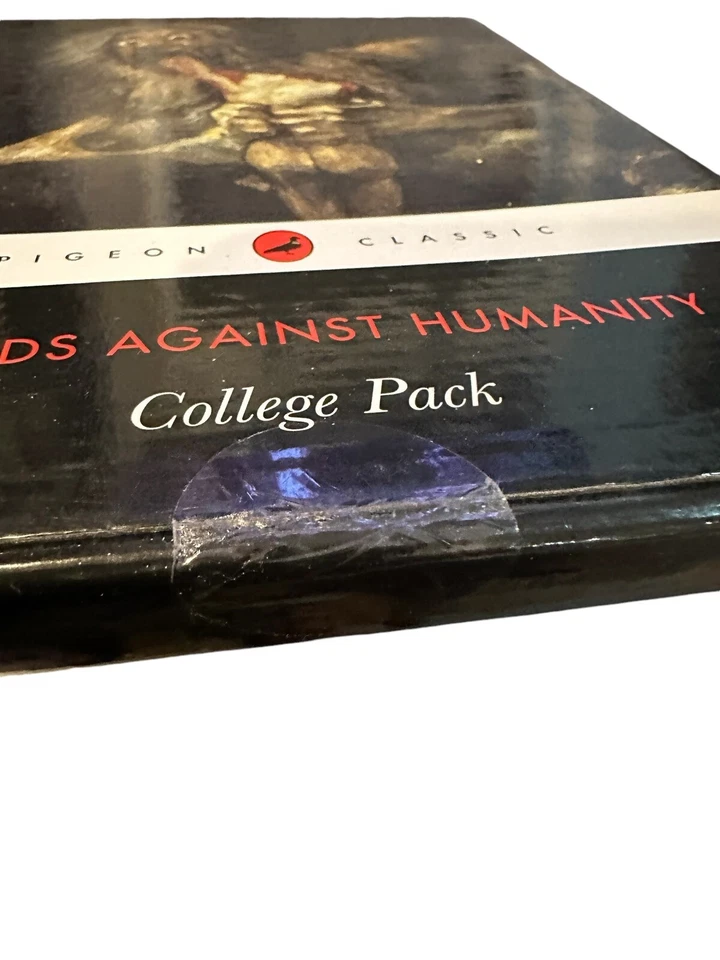 PIGEON CLASSIC
DS AGAINST HUMANITY
College Pack